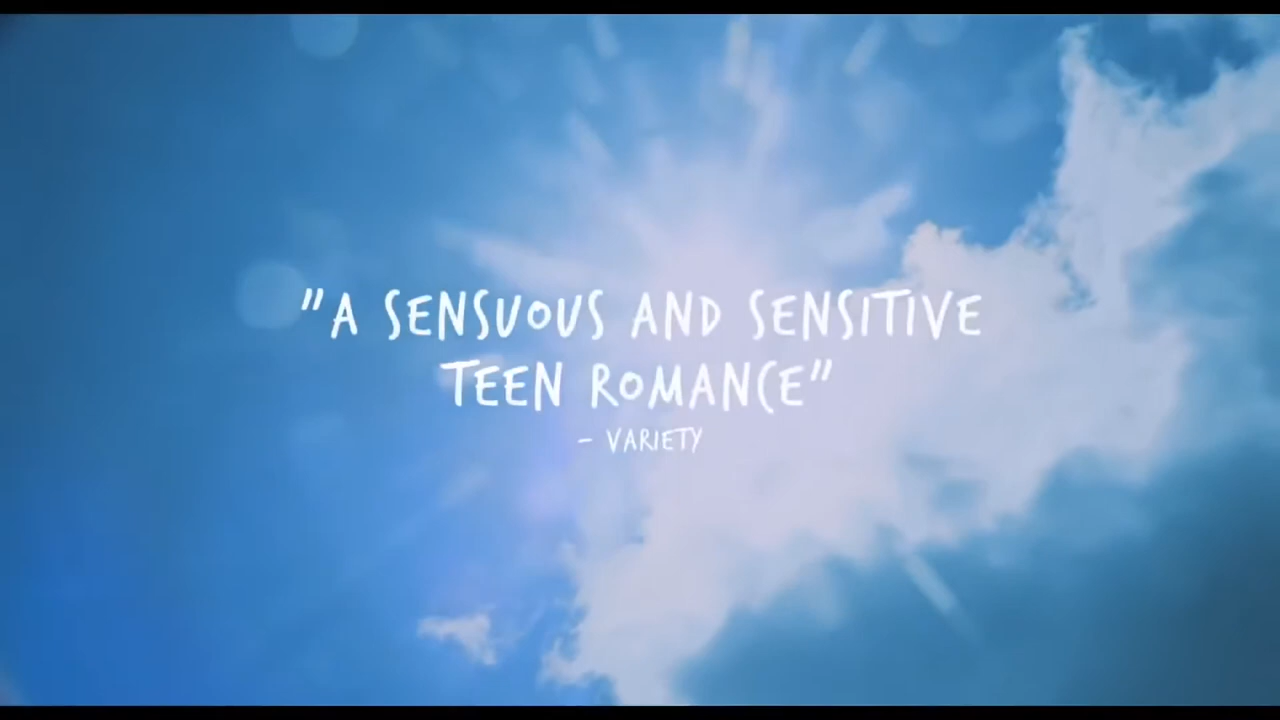 "A SENSUOUS AND SENSITIVE
TEEN ROMANCE"
- VARIETY